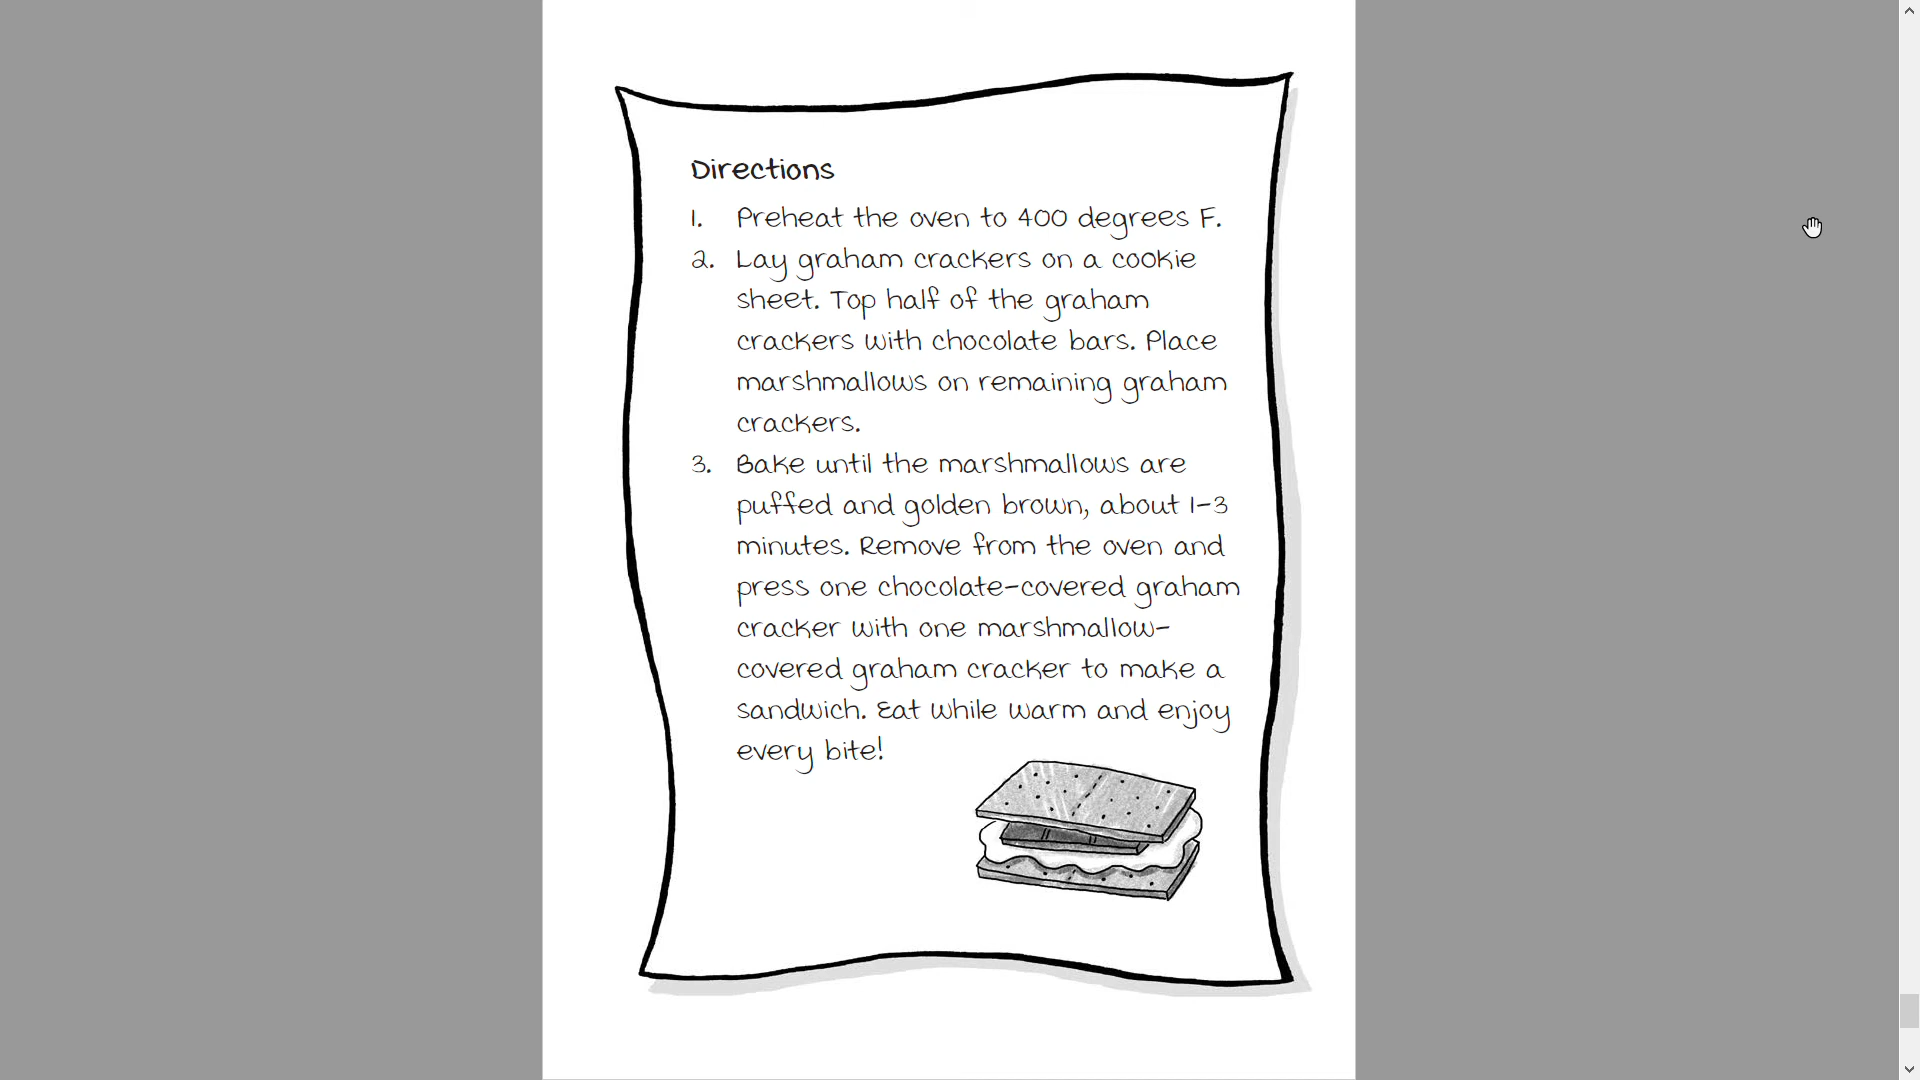 Directions
1. Preheat the oven to 400 degrees F.
2. Lay graham crackers on a cookie
sheet. Top half of the graham
crackers with chocolate bars. Place
marshmallows on remaining graham
crackers.
3. Bake until the marshmallows are
puffed and golden brown, about 1-3
minutes. Remove from the oven and
press one chocolate-covered graham
cracker with one marshmallow-
covered graham cracker to make a
sandwich. Eat while warm and enjoy
every bite!